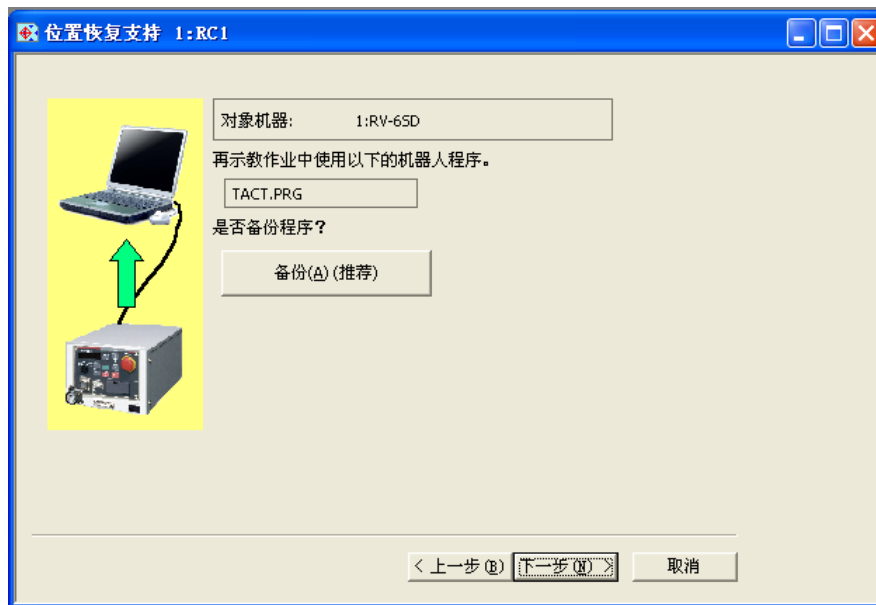 位置恢复支持 1:RC1
对象机器: 1:RV-6SD
再示教作业中使用以下的机器人程序。
TACT.PRG
是否备份程序?
备份(A)(推荐)
< 上一步(B) 下一步(N) > 取消